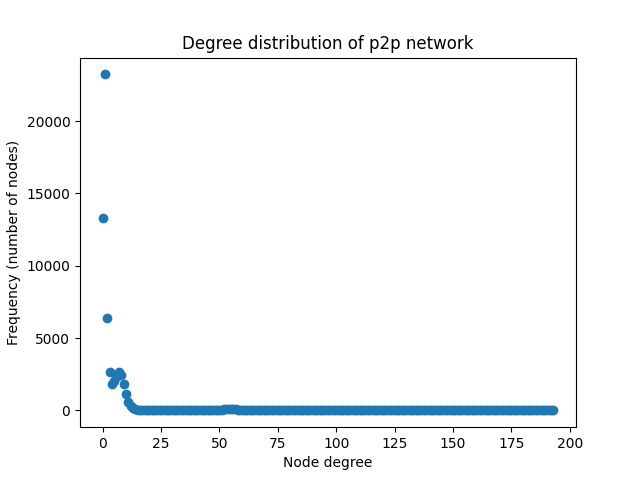 Degree distribution of p2p network
Frequency (number of nodes)
20000
15000
10000
5000
0
0 25 50 75 100 125 150 175 200
Node degree